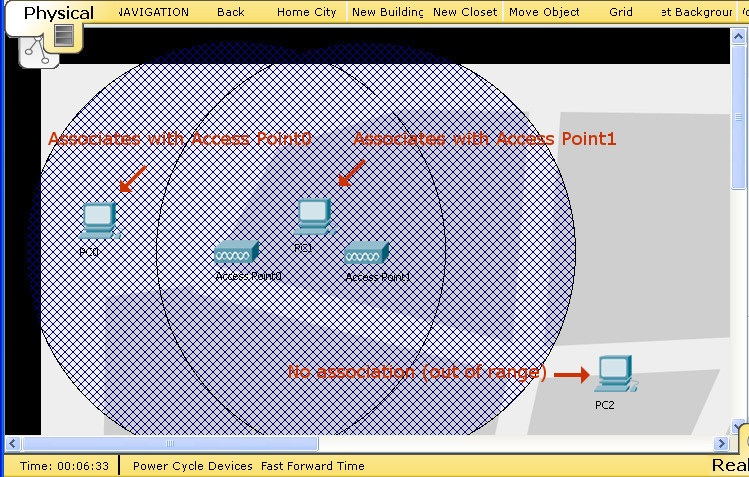 Physical NAVIGATION Back Home City New Building New Closet Move Object Grid et Backgrour
Associates with Access Point0 Associates with Access Point1
PC0 PC1
Access Point0 Access Point1
No association (out of range)
PC2
Time: 00:06:33 Power Cycle Devices Fast Forward Time Real